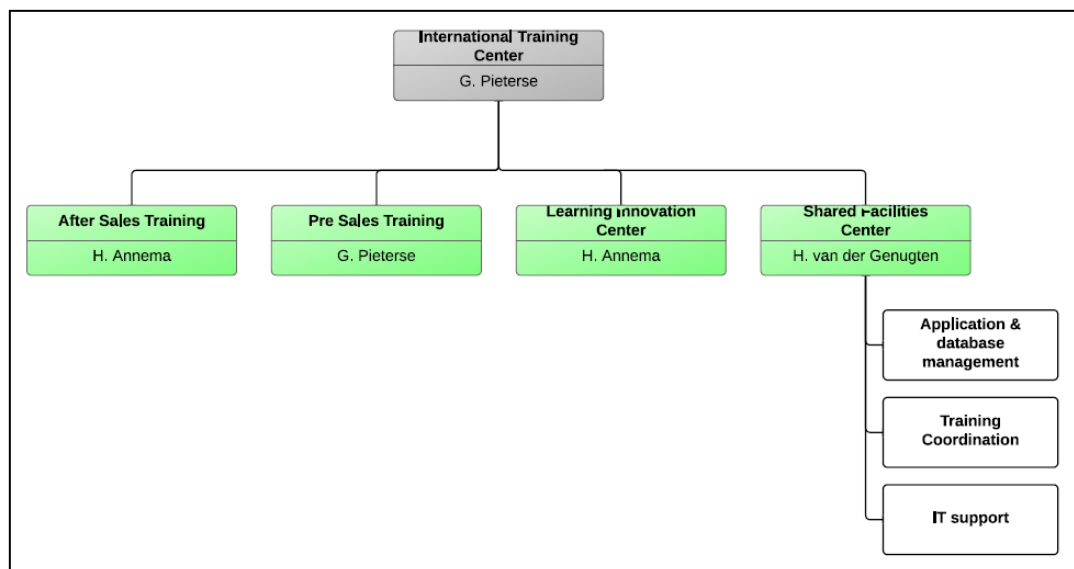 International Training
Center
G. Pieterse
After Sales Training
H. Annema
Pre Sales Training
G. Pieterse
Learning Innovation
Center
H. Annema
Shared Facilities
Center
H. van der Genugten
Application &
database
management
Training
Coordination
IT support